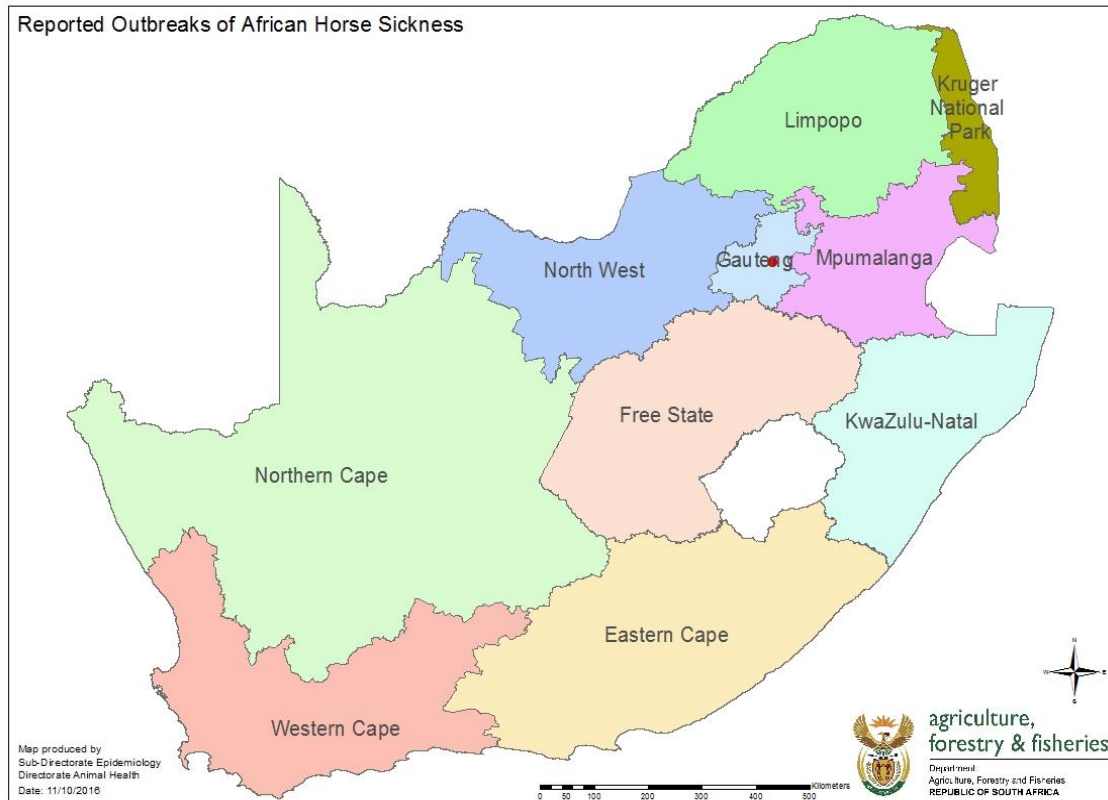 Reported Outbreaks of African Horse Sickness
Kruger
National
Park
Limpopo
North West
Gauteng
Mpumalanga
Free State
KwaZulu-Natal
Northern Cape
Eastern Cape
Western Cape
N
W
E
S
Map produced by
Sub-Directorate Epidemiology
Directorate Animal Health
Date: 11/10/2016
Kilometers
0 50 100 200 300 400 500
agriculture,
forestry & fisheries
Department:
Agriculture, Forestry and Fisheries
REPUBLIC OF SOUTH AFRICA